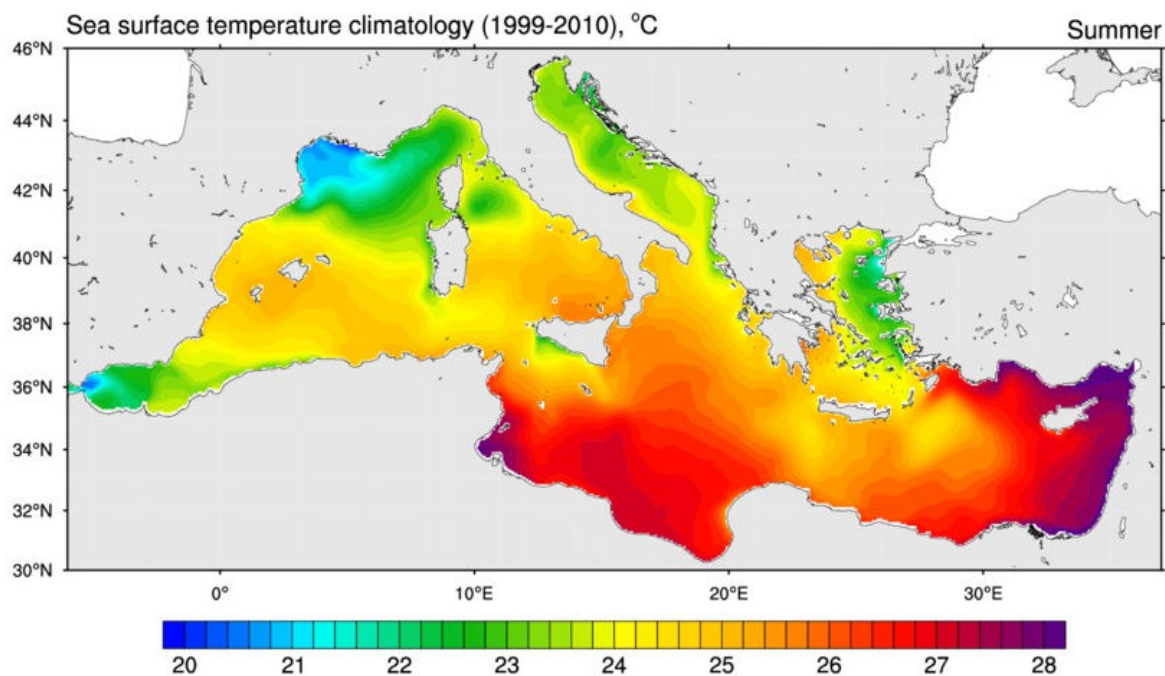 Sea surface temperature climatology (1999-2010), °C Summer
46°N
44°N
42°N
40°N
38°N
36°N
34°N
32°N
30°N
0° 10°E 20°E 30°E
20 21 22 23 24 25 26 27 28